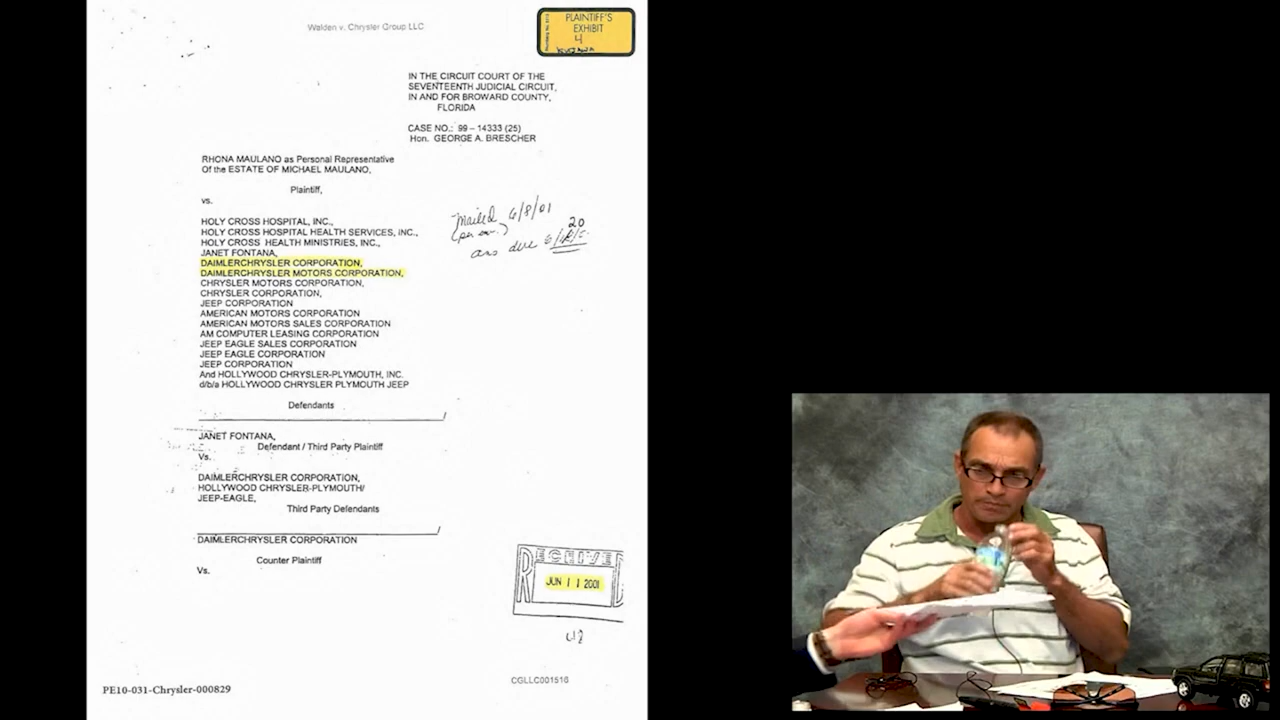 Walden v. Chrysler Group LLC
PLAINTIFF'S
EXHIBIT
4
IN THE CIRCUIT COURT OF THE
SEVENTEENTH JUDICIAL CIRCUIT,
IN AND FOR BROWARD COUNTY,
FLORIDA
CASE NO.: 99 – 14333 (25)
Hon. GEORGE A. BRESCHER
RHONA MAULANO as Personal Representative
Of the ESTATE OF MICHAEL MAULANO,
Plaintiff,
vs.
HOLY CROSS HOSPITAL, INC.,
HOLY CROSS HOSPITAL HEALTH SERVICES, INC.,
HOLY CROSS HEALTH MINISTRIES, INC.,
JANET FONTANA,
DAIMLERCHRYSLER CORPORATION,
DAIMLERCHRYSLER MOTORS CORPORATION,
CHRYSLER MOTORS CORPORATION,
CHRYSLER CORPORATION,
JEEP CORPORATION
AMERICAN MOTORS CORPORATION
AMERICAN MOTORS SALES CORPORATION
AM COMPUTER LEASING CORPORATION
JEEP EAGLE SALES CORPORATION
JEEP EAGLE CORPORATION
JEEP CORPORATION
And HOLLYWOOD CHRYSLER-PLYMOUTH, INC.
d/b/a HOLLYWOOD CHRYSLER PLYMOUTH JEEP
Defendants
mailed 6/8/01
20
ans due
JANET FONTANA,
Defendant / Third Party Plaintiff
Vs.
DAIMLERCHRYSLER CORPORATION,
HOLLYWOOD CHRYSLER-PLYMOUTH/
JEEP-EAGLE,
Third Party Defendants
DAIMLERCHRYSLER CORPORATION
Counter Plaintiff
Vs.
RECEIVED
JUN 11 2001
CGLLC001516
PE10-031-Chrysler-000829